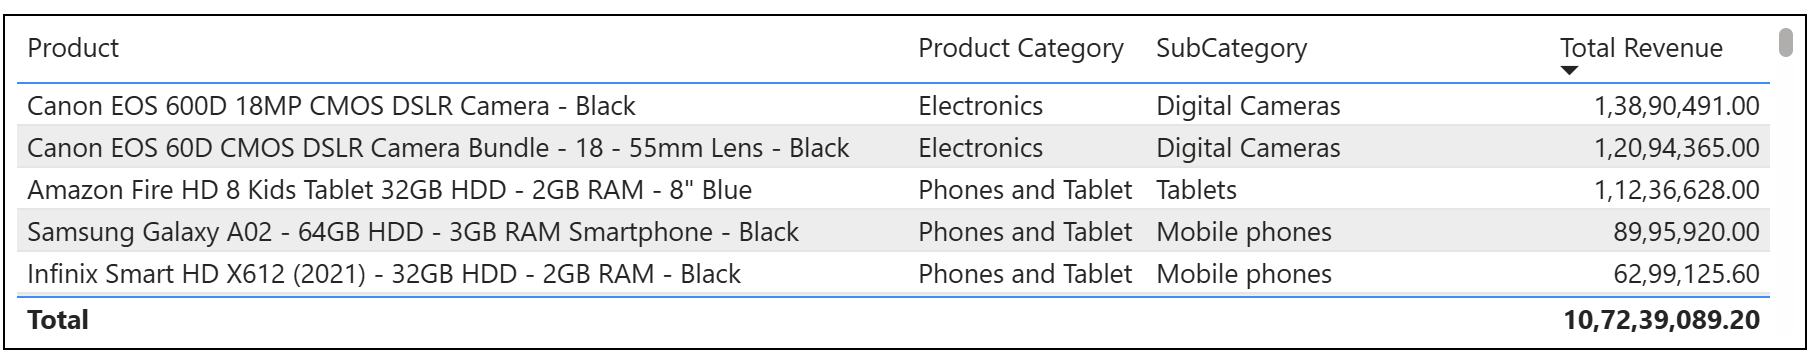 Product Product Category SubCategory Total Revenue
Canon EOS 600D 18MP CMOS DSLR Camera - Black Electronics Digital Cameras 1,38,90,491.00
Canon EOS 60D CMOS DSLR Camera Bundle - 18 - 55mm Lens - Black Electronics Digital Cameras 1,20,94,365.00
Amazon Fire HD 8 Kids Tablet 32GB HDD - 2GB RAM - 8" Blue Phones and Tablet Tablets 1,12,36,628.00
Samsung Galaxy A02 - 64GB HDD - 3GB RAM Smartphone - Black Phones and Tablet Mobile phones 89,95,920.00
Infinix Smart HD X612 (2021) - 32GB HDD - 2GB RAM - Black Phones and Tablet Mobile phones 62,99,125.60
Total 10,72,39,089.20